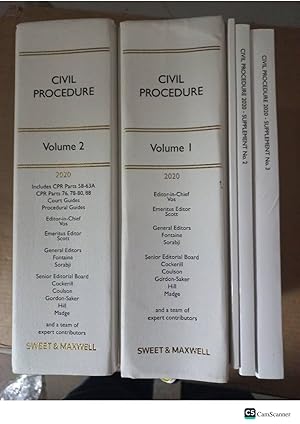 CIVIL
PROCEDURE
Volume 2
2020
Includes CPR Parts 58-63A
CPR Parts 76, 78-80, 88
Court Guides
Procedural Guides
Editor-in-Chief
Vos
Emeritus Editor
Scott
General Editors
Fontaine
Sorabji
Senior Editorial Board
Cockerill
Coulson
Gordon-Saker
Hill
Madge
and a team of
expert contributors
SWEET & MAXWELL
CIVIL
PROCEDURE
Volume 1
2020
Editor-in-Chief
Vos
Emeritus Editor
Scott
General Editors
Fontaine
Sorabji
Senior Editorial Board
Cockerill
Coulson
Gordon-Saker
Hill
Madge
and a team of
expert contributors
SWEET & MAXWELL
CIVIL PROCEDURE 2020 - SUPPLEMENT No. 2
CIVIL PROCEDURE 2020 - SUPPLEMENT No. 3
CS CamScanner